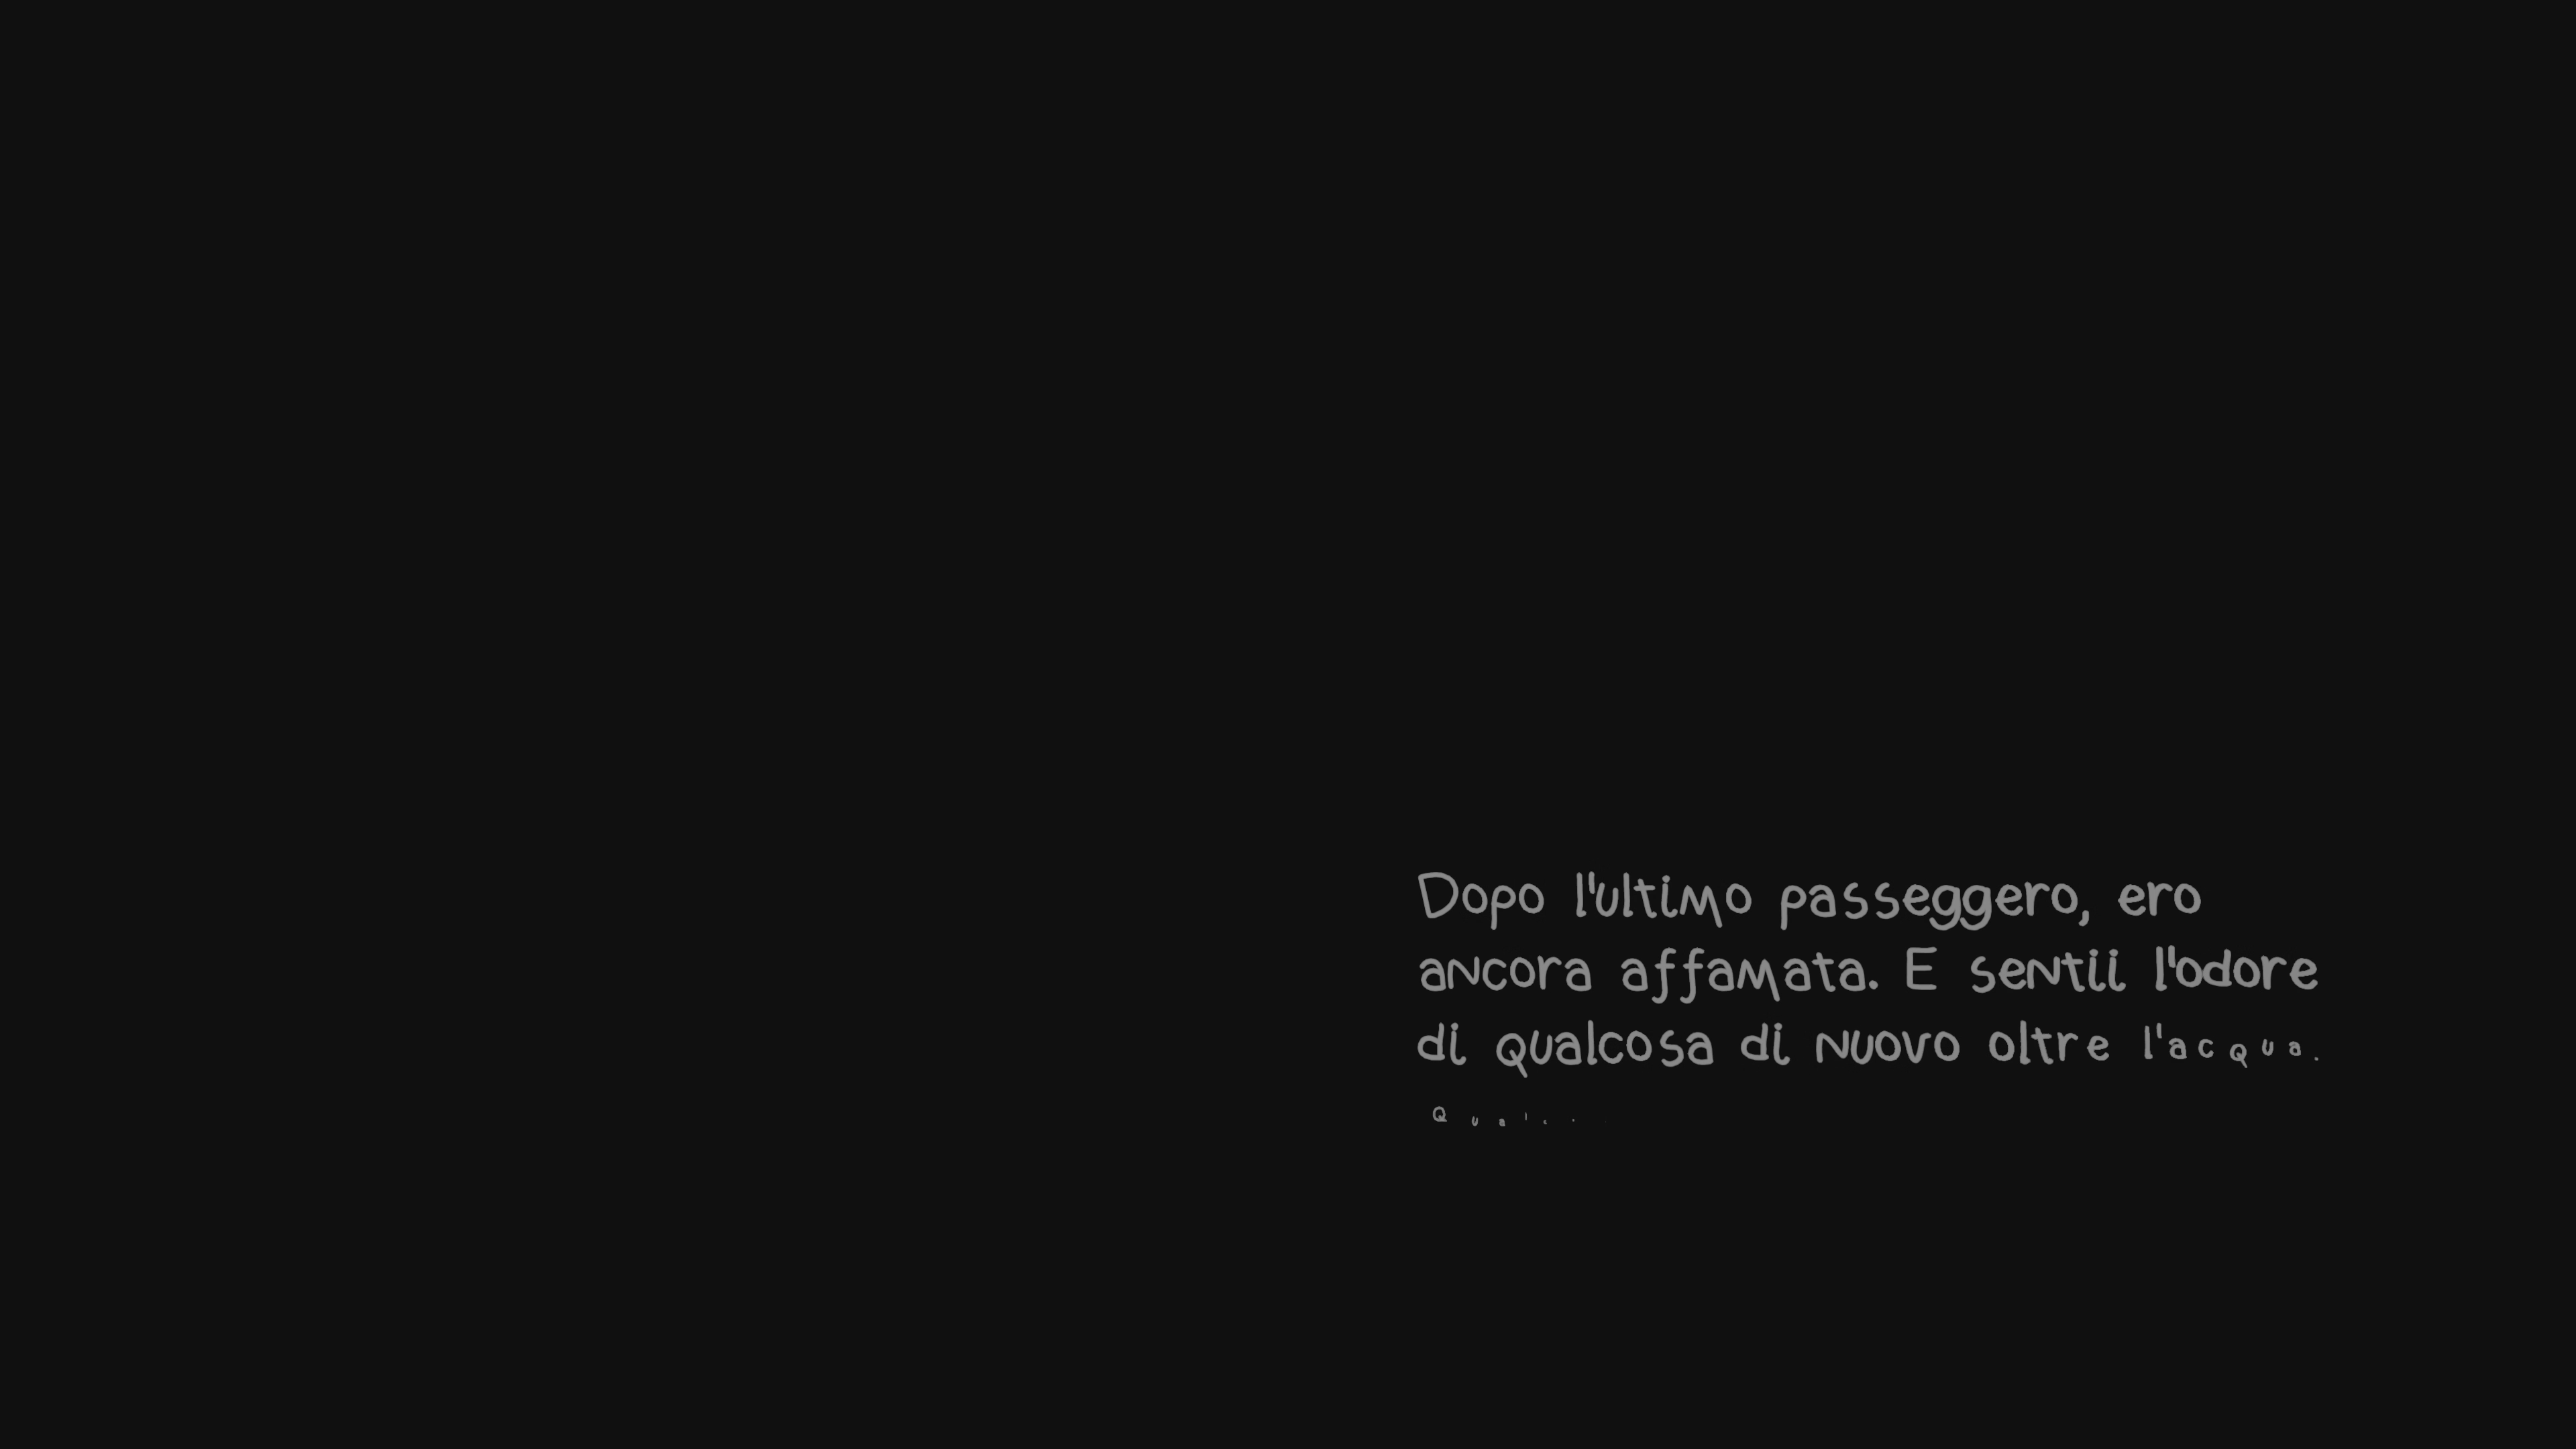 Dopo l'ultimo passeggero, ero
ancora affamata. E sentii l'odore
di qualcosa di nuovo oltre l'acqua.